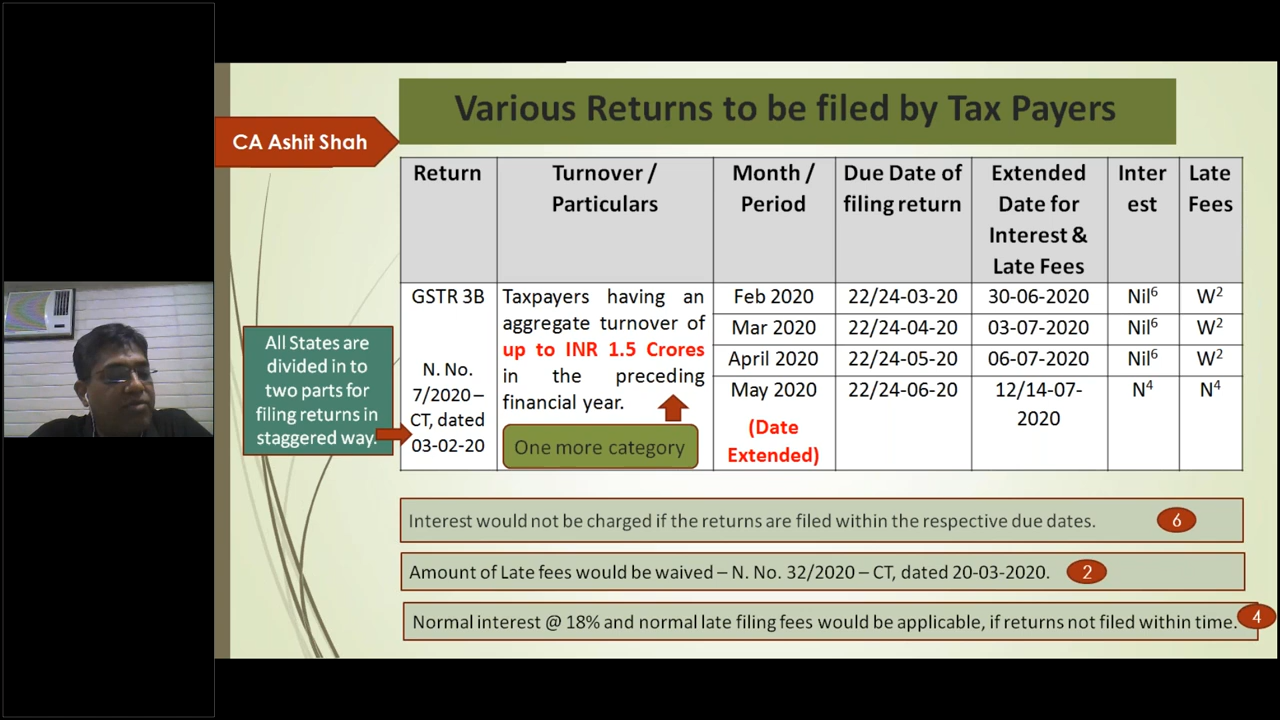 Various Returns to be filed by Tax Payers
CA Ashit Shah
Return
Turnover /
Particulars
Month /
Period
Due Date of
filing return
Extended
Date for
Interest &
Late Fees
Inter
est
Late
Fees
GSTR 3B
N. No.
7/2020 –
CT, dated
03-02-20
Taxpayers having an
aggregate turnover of
up to INR 1.5 Crores
in the preceding
financial year.
One more category
Feb 2020 22/24-03-20 30-06-2020 Nil⁶ W²
Mar 2020 22/24-04-20 03-07-2020 Nil⁶ W²
April 2020 22/24-05-20 06-07-2020 Nil⁶ W²
May 2020 22/24-06-20 12/14-07- N⁴ N⁴
2020
(Date
Extended)
All States are
divided in to
two parts for
filing returns in
staggered way.
Interest would not be charged if the returns are filed within the respective due dates. 6
Amount of Late fees would be waived – N. No. 32/2020 – CT, dated 20-03-2020. 2
Normal interest @ 18% and normal late filing fees would be applicable, if returns not filed within time. 4